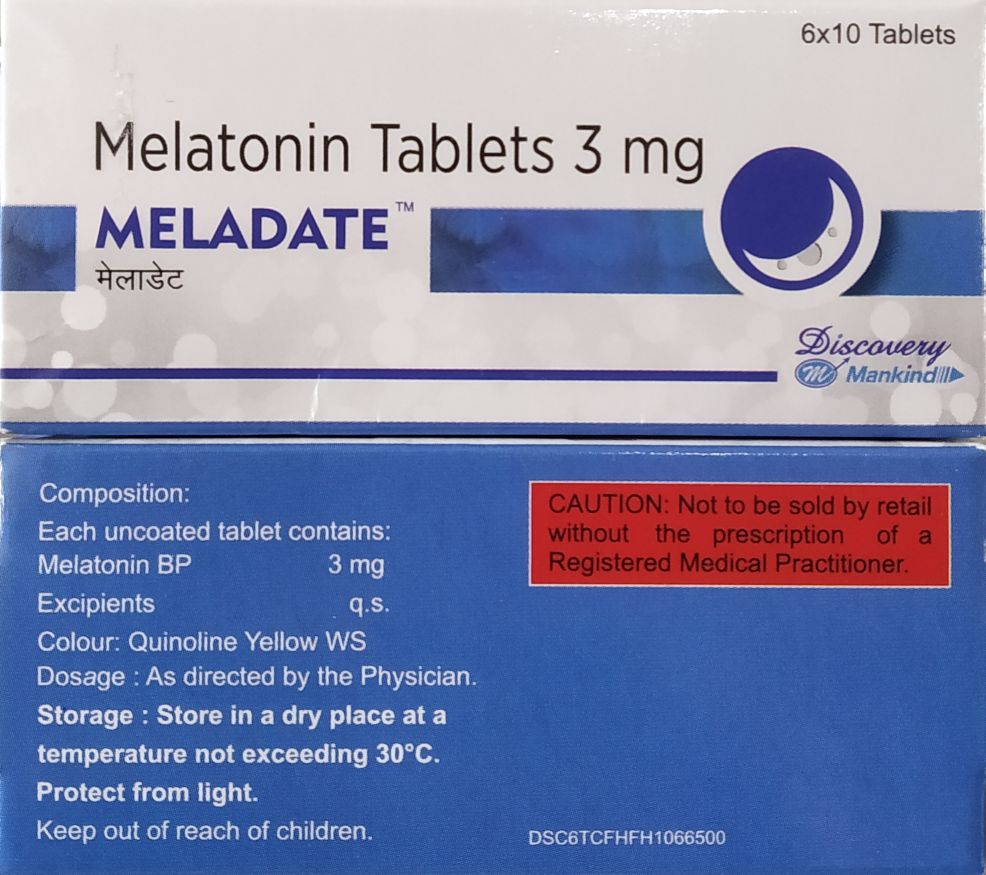 6x10 Tablets
Melatonin Tablets 3 mg
MELADATE™
मेलाडेट
Discovery
M Mankind
Composition:
Each uncoated tablet contains:
Melatonin BP 3 mg
Excipients q.s.
Colour: Quinoline Yellow WS
Dosage : As directed by the Physician.
Storage : Store in a dry place at a
temperature not exceeding 30°C.
Protect from light.
Keep out of reach of children.
CAUTION: Not to be sold by retail
without the prescription of a
Registered Medical Practitioner.
DSC6TCFHFH1066500